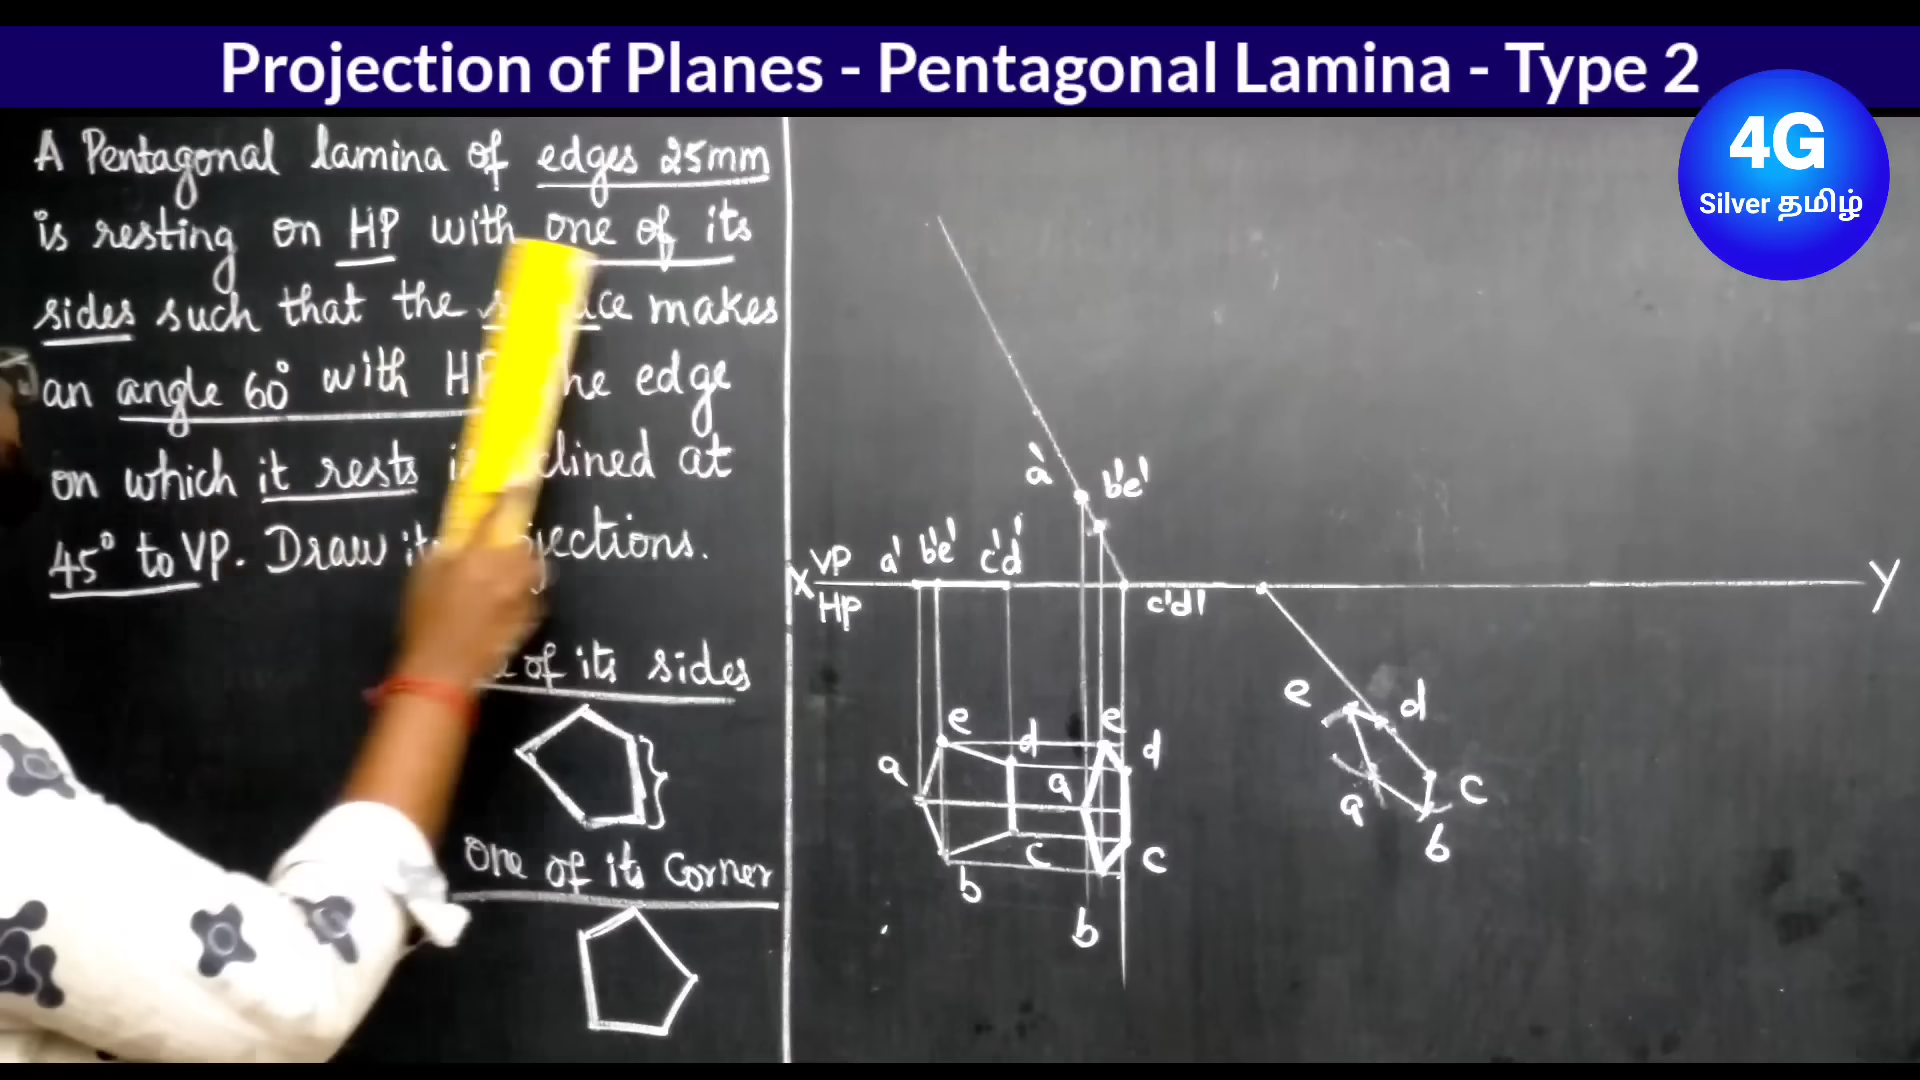 Projection of Planes - Pentagonal Lamina - Type 2
4G
Silver தமிழ்
A Pentagonal lamina of edges 25mm
is resting on HP with one of its
sides such that the makes
an angle 60° with edge
on which it rests at
45° to VP. Draw
of its sides
One of its Corner
a' b'e'
X VP a' b'e' c'd' Y
HP c'd'
e d e d
a a
c c
b b
e d
a c
b